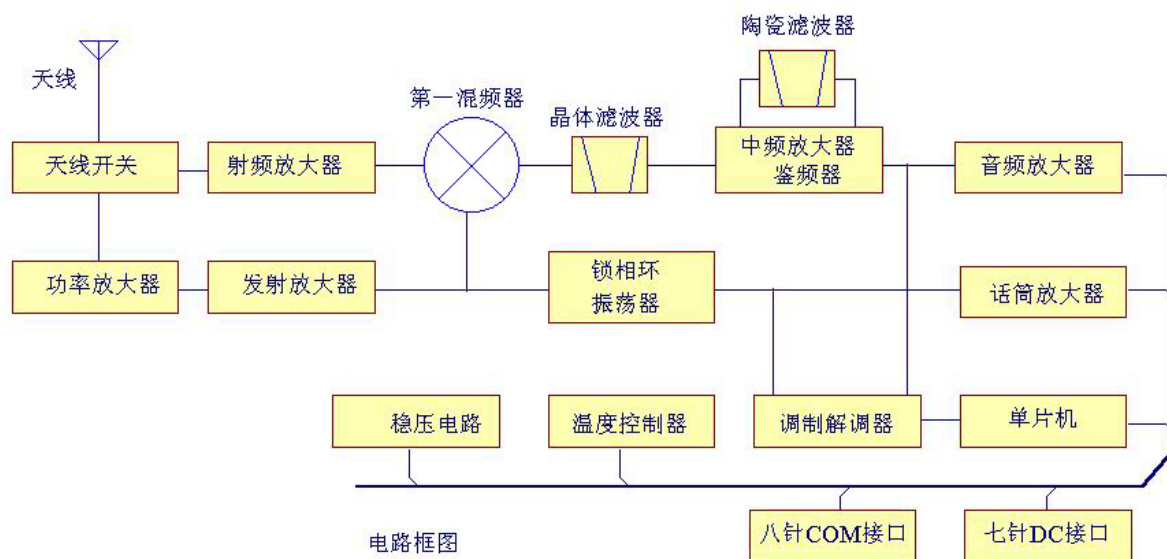 陶瓷滤波器
天线
第一混频器
晶体滤波器
天线开关
射频放大器
中频放大器
鉴频器
音频放大器
功率放大器
发射放大器
锁相环
振荡器
话筒放大器
稳压电路
温度控制器
调制解调器
单片机
电路框图
八针COM接口
七针DC接口